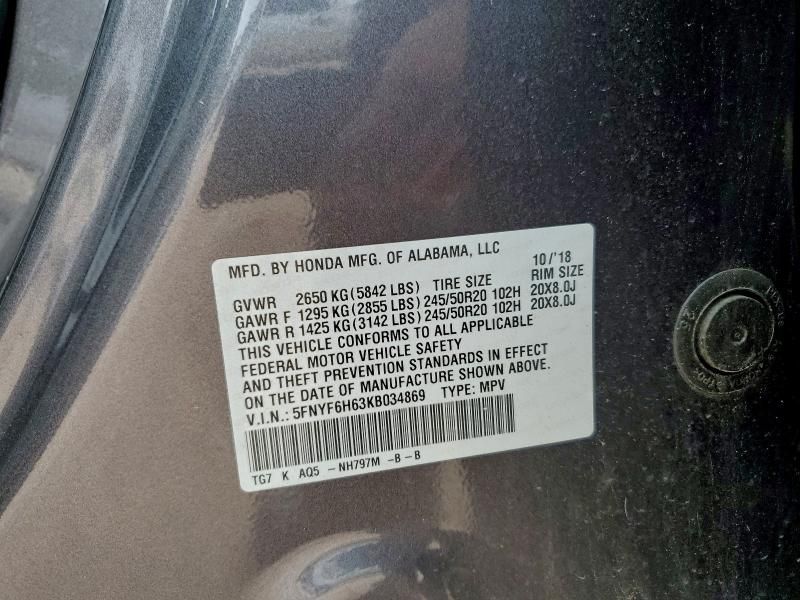 MFD. BY HONDA MFG. OF ALABAMA, LLC 10/'18
GVWR 2650 KG (5842 LBS) TIRE SIZE RIM SIZE
GAWR F 1295 KG (2855 LBS) 245/50R20 102H 20X8.0J
GAWR R 1425 KG (3142 LBS) 245/50R20 102H 20X8.0J
THIS VEHICLE CONFORMS TO ALL APPLICABLE
FEDERAL MOTOR VEHICLE SAFETY
AND THEFT PREVENTION STANDARDS IN EFFECT
ON THE DATE OF MANUFACTURE SHOWN ABOVE.
V.I.N.: 5FNYF6H63KB034869 TYPE: MPV
TG7 K AQ5 -NH797M -B -B
25